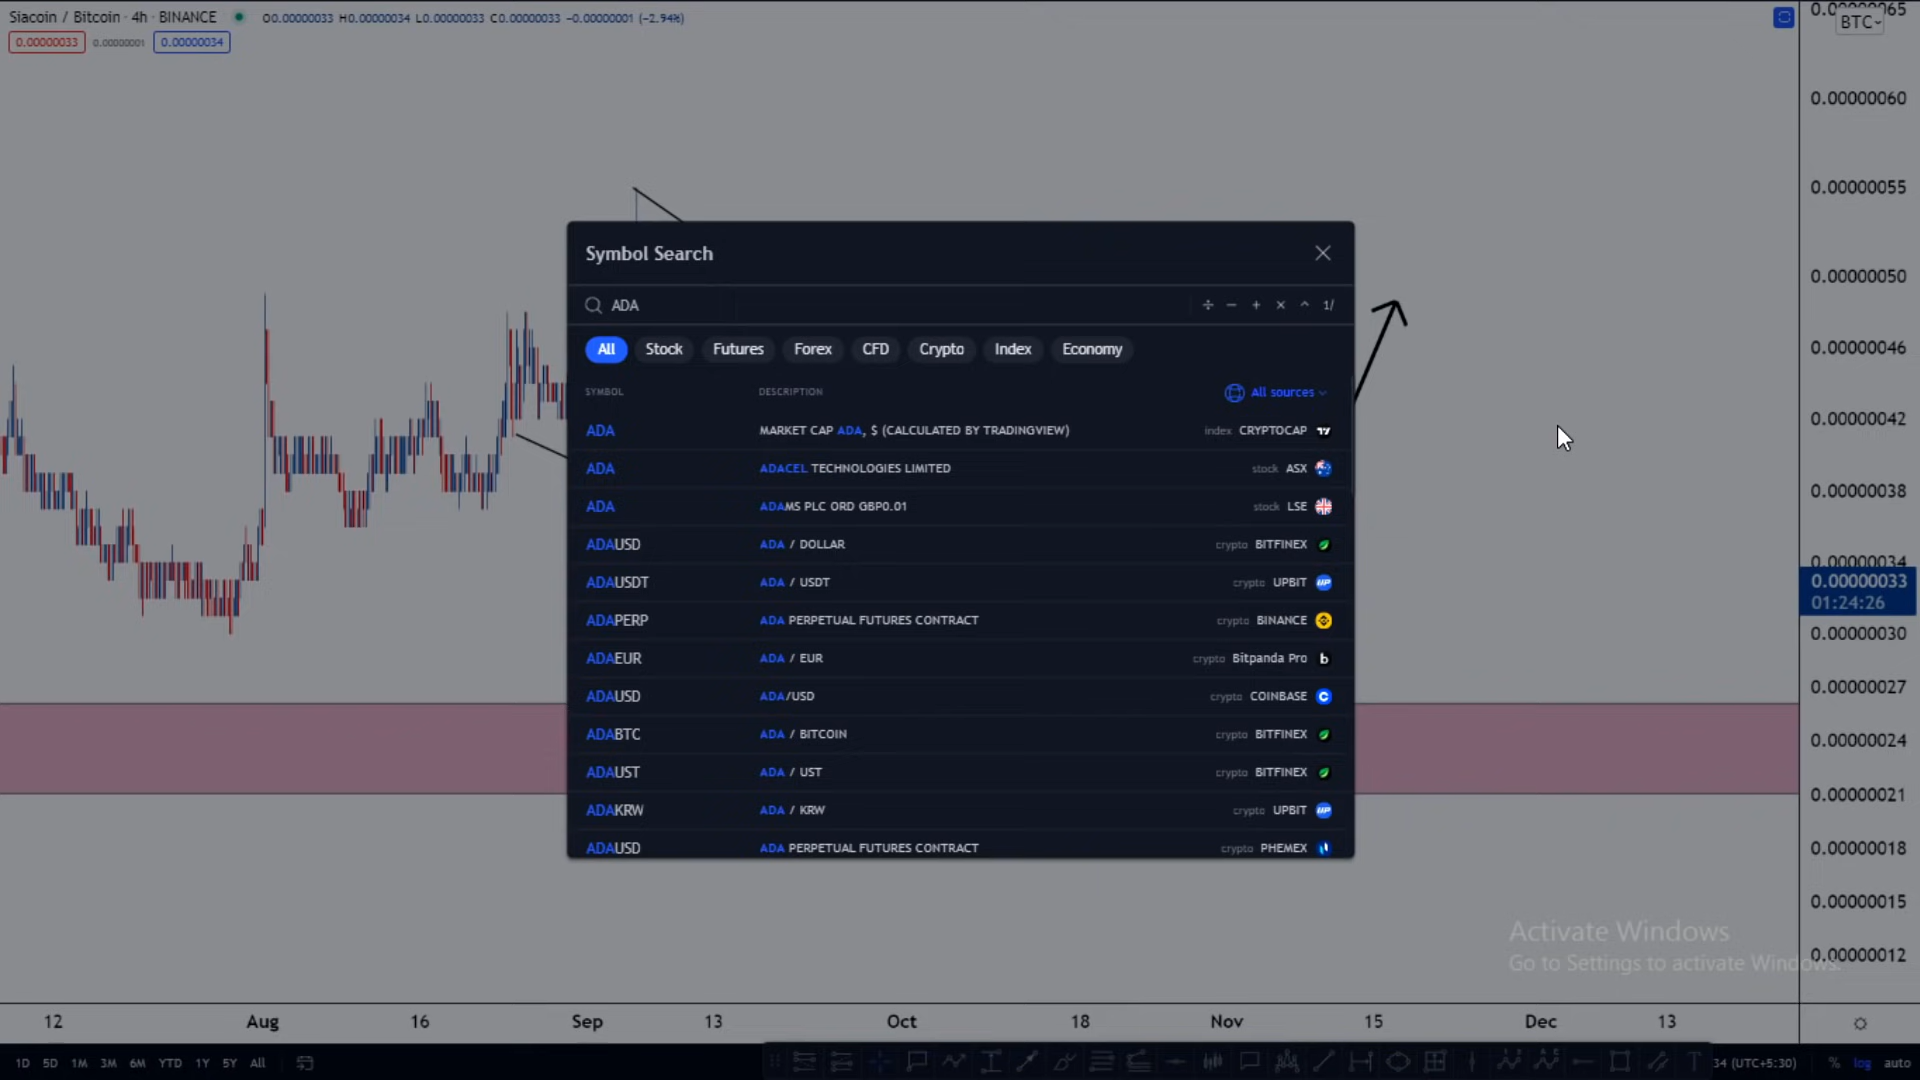 Siacoin / Bitcoin · 4h · BINANCE O0.00000033 H0.00000034 L0.00000033 C0.00000033 −0.00000001 (−2.94%)
0.00000033 0.00000001 0.00000034
BTC
0.00000060
0.00000055
0.00000050
0.00000046
0.00000042
0.00000038
0.00000034
0.00000033
01:24:26
0.00000030
0.00000027
0.00000024
0.00000021
0.00000018
0.00000015
0.00000012
Symbol Search
ADA ÷ − + × ^ 1/
All Stock Futures Forex CFD Crypto Index Economy
SYMBOL DESCRIPTION All sources
ADA MARKET CAP ADA, $ (CALCULATED BY TRADINGVIEW) index CRYPTOCAP
ADA ADACEL TECHNOLOGIES LIMITED stock ASX
ADA ADAMS PLC ORD GBP0.01 stock LSE
ADAUSD ADA / DOLLAR crypto BITFINEX
ADAUSDT ADA / USDT crypto UPBIT
ADAPERP ADA PERPETUAL FUTURES CONTRACT crypto BINANCE
ADAEUR ADA / EUR crypto Bitpanda Pro
ADAUSD ADA/USD crypto COINBASE
ADABTC ADA / BITCOIN crypto BITFINEX
ADAUST ADA / UST crypto BITFINEX
ADAKRW ADA / KRW crypto UPBIT
ADAUSD ADA PERPETUAL FUTURES CONTRACT crypto PHEMEX
Activate Windows
Go to Settings to activate Windows.
12 Aug 16 Sep 13 Oct 18 Nov 15 Dec 13
1D 5D 1M 3M 6M YTD 1Y 5Y All 34 (UTC+5:30) % log auto